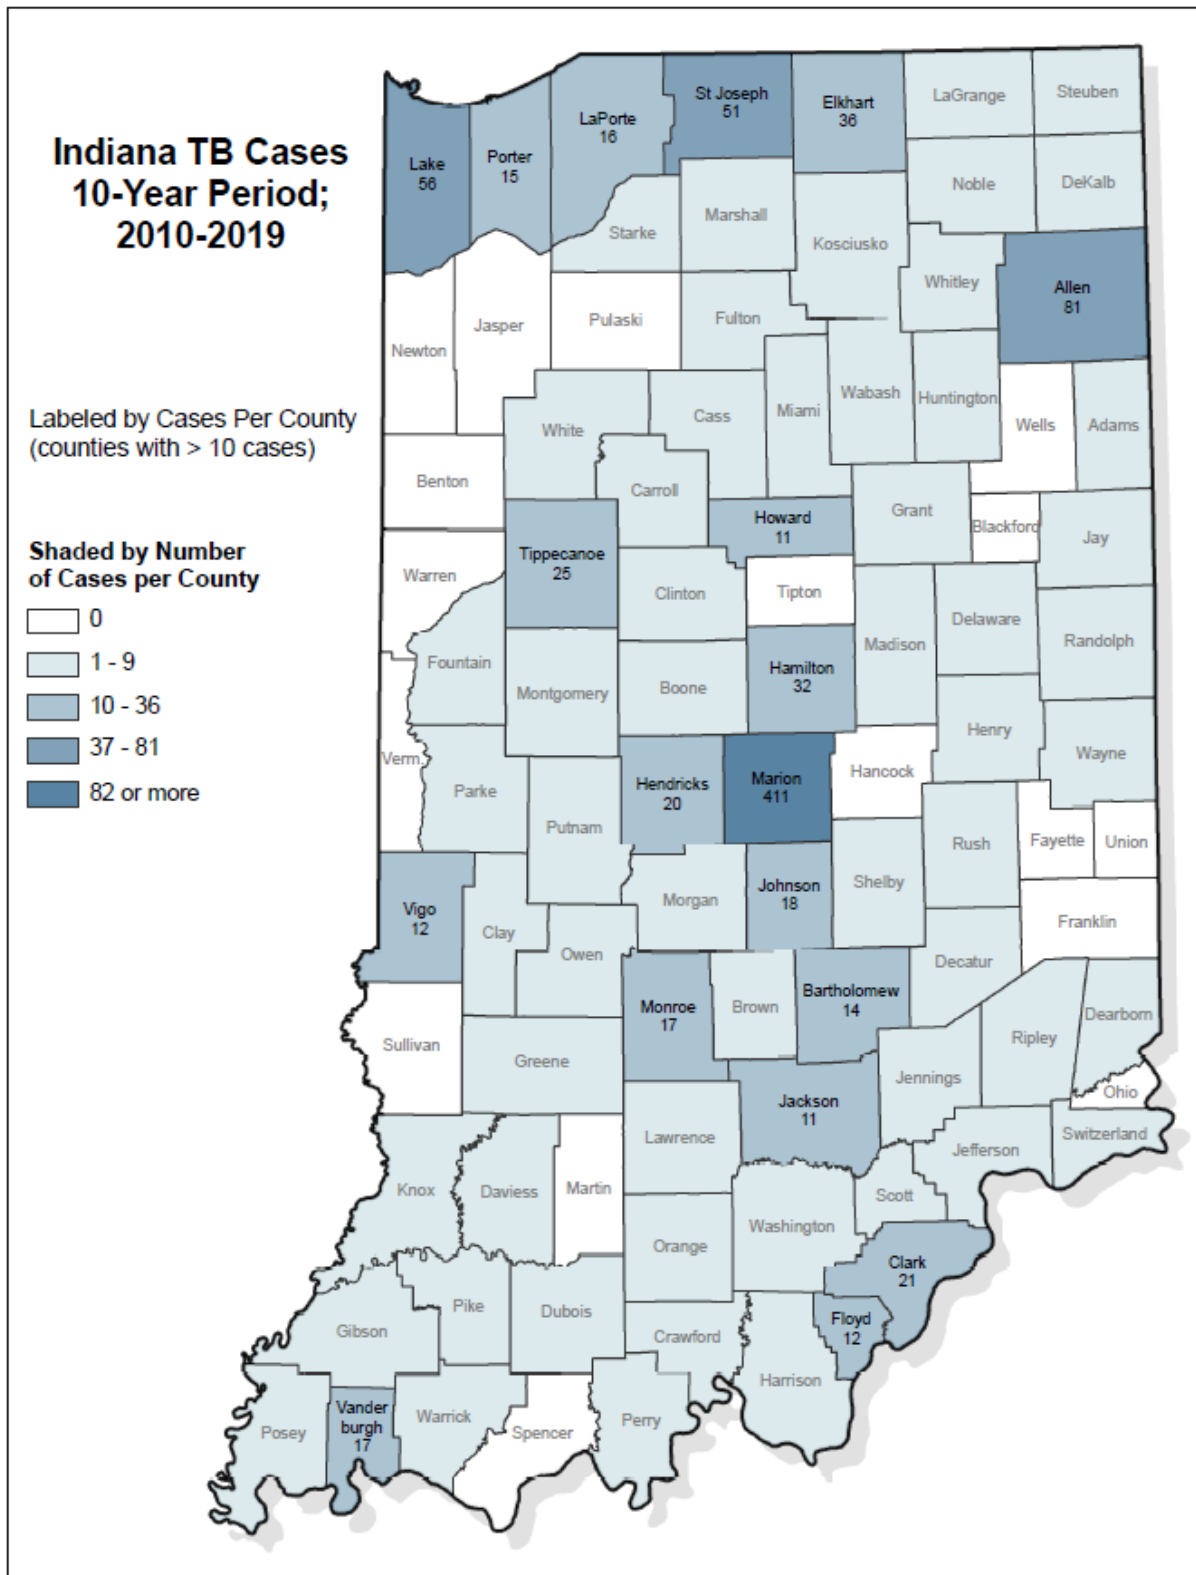 Indiana TB Cases
10-Year Period;
2010-2019
Labeled by Cases Per County
(counties with > 10 cases)
Shaded by Number
of Cases per County
0
1 - 9
10 - 36
37 - 81
82 or more
Lake
56
Porter
15
LaPorte
16
St Joseph
51
Elkhart
36
LaGrange
Steuben
Noble
DeKalb
Starke
Marshall
Kosciusko
Whitley
Allen
81
Newton
Jasper
Pulaski
Fulton
Miami
Wabash
Huntington
Wells
Adams
White
Cass
Benton
Carroll
Howard
11
Grant
Blackford
Jay
Warren
Tippecanoe
25
Clinton
Tipton
Madison
Delaware
Randolph
Fountain
Montgomery
Boone
Hamilton
32
Henry
Wayne
Verm.
Parke
Putnam
Hendricks
20
Marion
411
Hancock
Rush
Fayette
Union
Vigo
12
Clay
Owen
Morgan
Johnson
18
Shelby
Decatur
Franklin
Sullivan
Greene
Monroe
17
Brown
Bartholomew
14
Jennings
Ripley
Dearborn
Ohio
Knox
Daviess
Martin
Lawrence
Jackson
11
Scott
Jefferson
Switzerland
Gibson
Pike
Dubois
Orange
Washington
Clark
21
Floyd
12
Crawford
Harrison
Posey
Vander
burgh
17
Warrick
Spencer
Perry